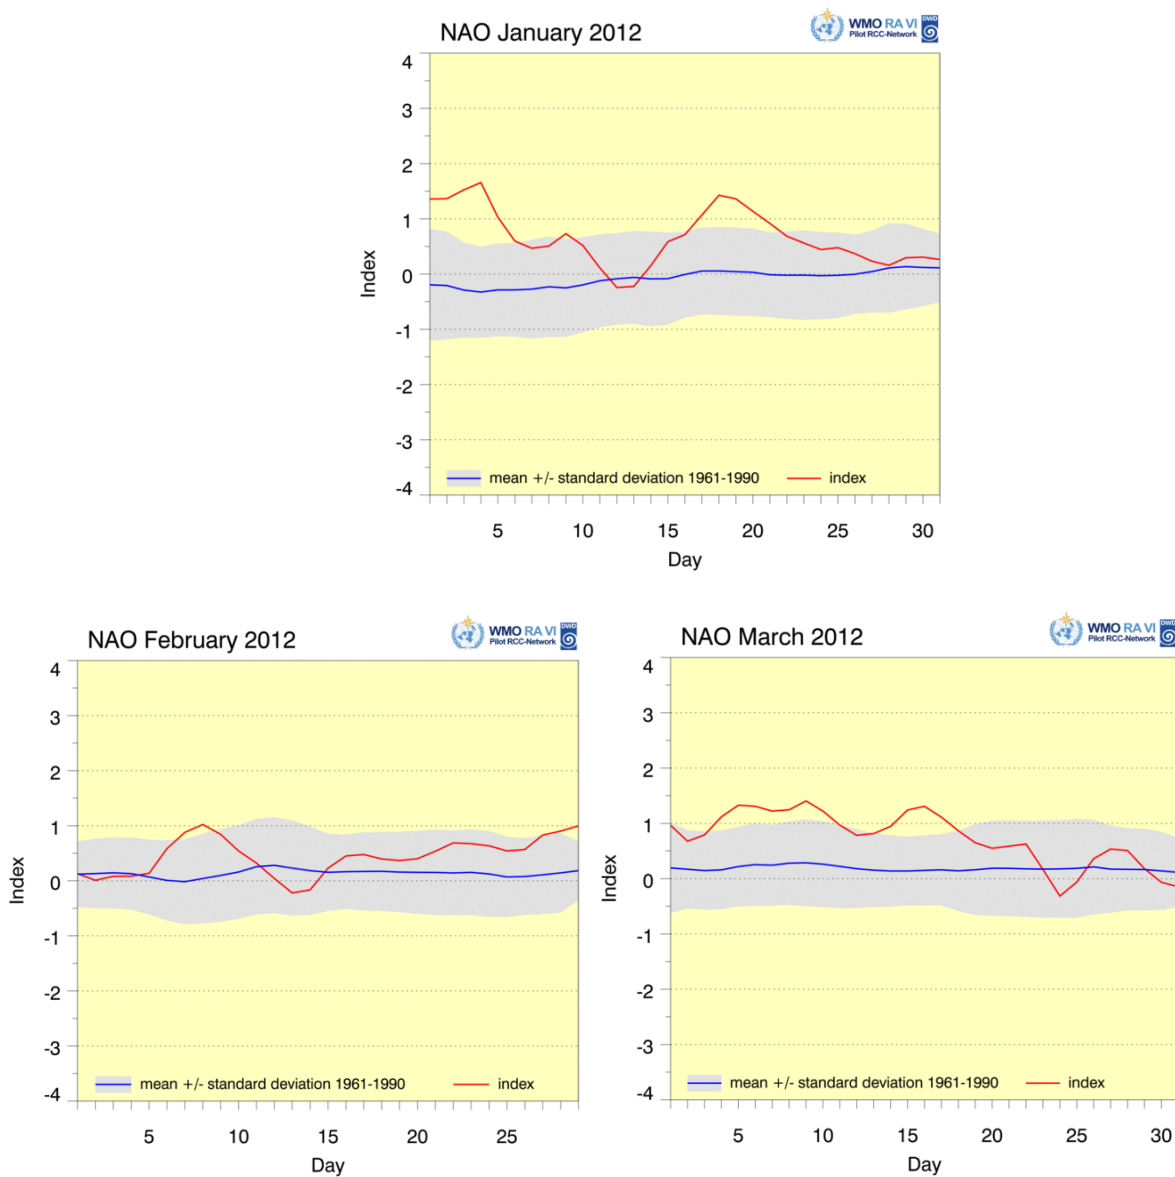 NAO January 2012
WMO RA VI
Pilot RCC-Network
DWD
4
3
2
1
0
-1
-2
-3
-4
Index
mean +/- standard deviation 1961-1990
index
5 10 15 20 25 30
Day
NAO February 2012
WMO RA VI
Pilot RCC-Network
DWD
4
3
2
1
0
-1
-2
-3
-4
Index
mean +/- standard deviation 1961-1990
index
5 10 15 20 25
Day
NAO March 2012
WMO RA VI
Pilot RCC-Network
DWD
4
3
2
1
0
-1
-2
-3
-4
Index
mean +/- standard deviation 1961-1990
index
5 10 15 20 25 30
Day